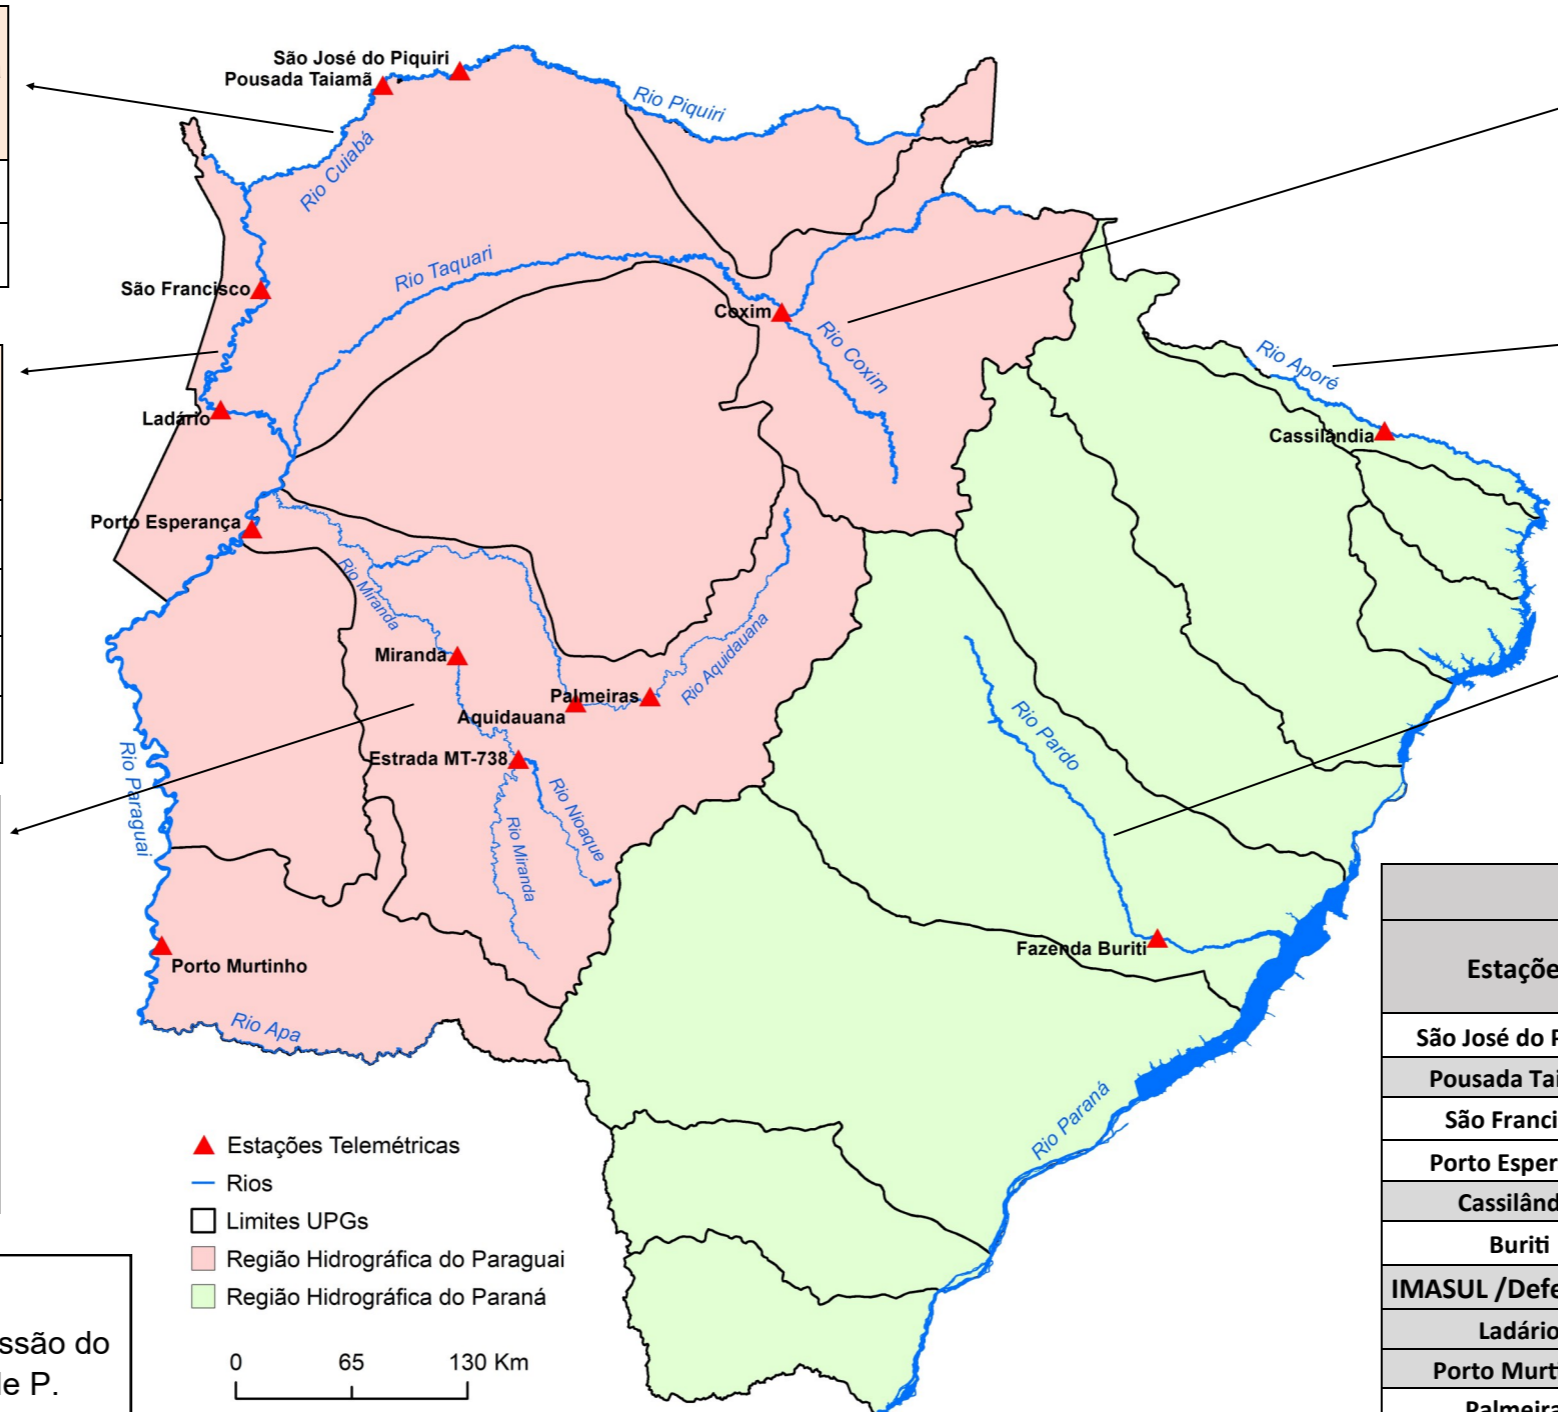 São José do Piquiri
Pousada Taiamã
Rio Piquiri
Rio Cuiabá
Rio Taquari
São Francisco
Coxim
Rio Coxim
Rio Aporé
Ladário
Cassilândia
Porto Esperança
Rio Miranda
Miranda
Rio Aquidauana
Palmeiras
Aquidauana
Rio Pardo
Estrada MT-738
Rio Paraguai
Rio Nioaque
Rio Miranda
Fazenda Buriti
Porto Murtinho
Rio Apa
Rio Paraná
Estações Telemétricas
Rios
Limites UPGs
Região Hidrográfica do Paraguai
Região Hidrográfica do Paraná
0 65 130 Km
ssão do
le P.
Estaçõe
São José do P
Pousada Tai
São Franci
Porto Esper
Cassilând
Buriti
IMASUL /Defe
Ladário
Porto Murt
Palmeira